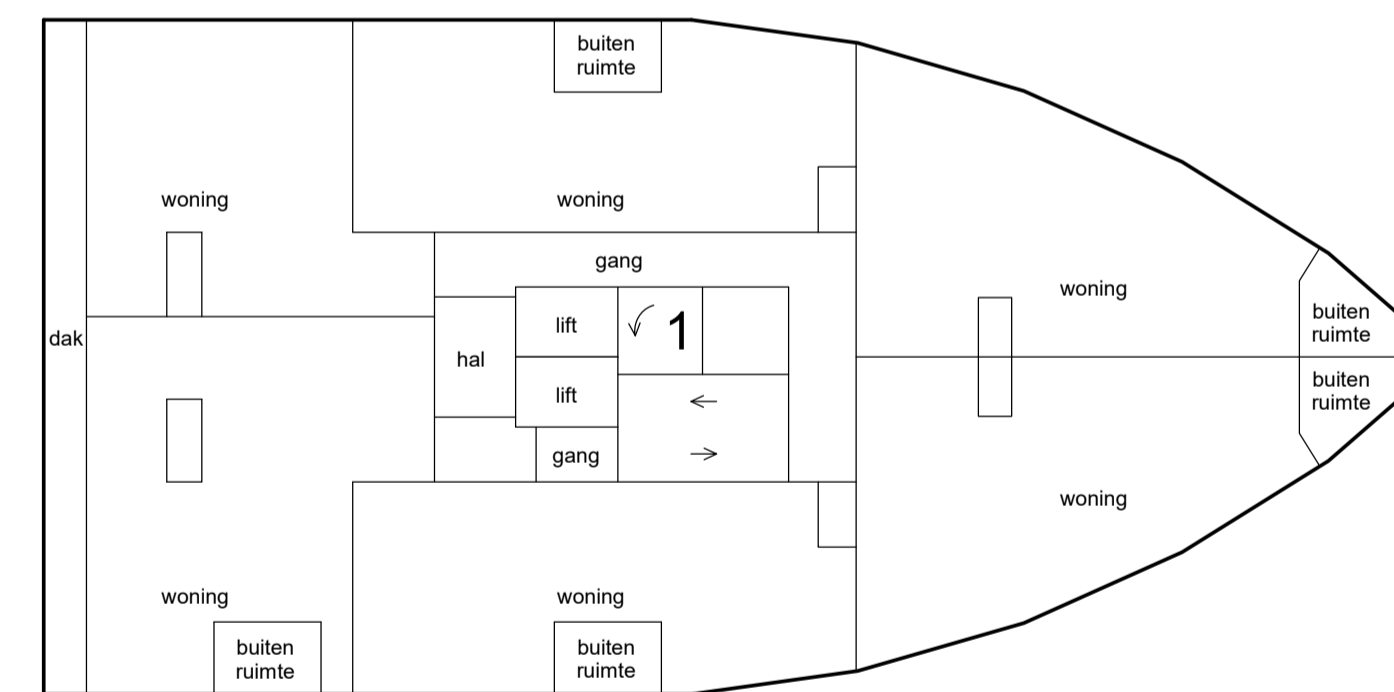 buiten
ruimte
woning
woning
gang
woning
buiten
ruimte
dak
lift
1
hal
lift
buiten
ruimte
gang
woning
woning
woning
buiten
ruimte
buiten
ruimte